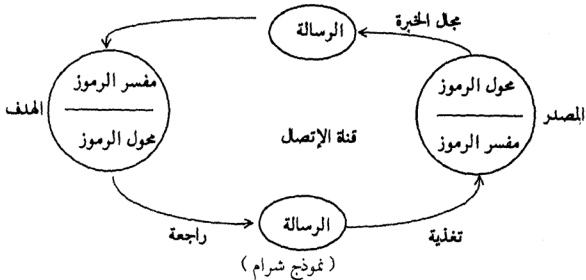 مجال الخبرة
الرسالة
المصدر
محول الرموز
مفسر الرموز
قناة الإتصال
مفسر الرموز
محول الرموز
الهدف
تغذية
الرسالة
راجعة
( نموذج شرام )